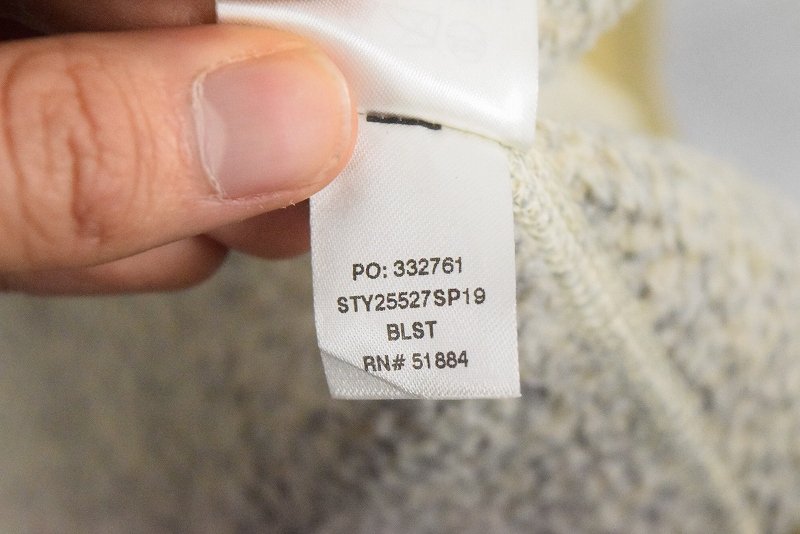 PO: 332761
STY25527SP19
BLST
RN# 51884